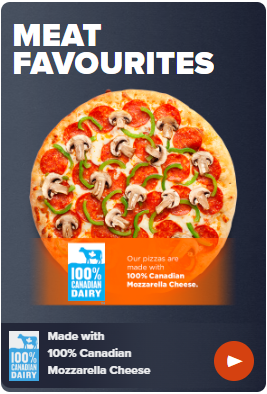 MEAT
FAVOURITES
Our pizzas are
made with
100% Canadian
Mozzarella Cheese.
100%
CANADIAN
DAIRY
Made with
100% Canadian
Mozzarella Cheese
100%
CANADIAN
DAIRY